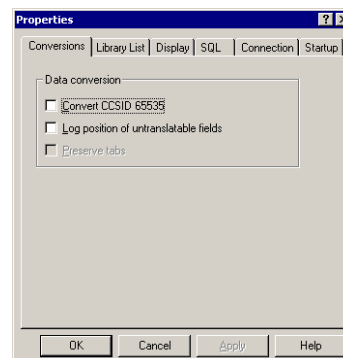 Properties
Conversions Library List Display SQL Connection Startup
Data conversion
Convert CCSID 65535
Log position of untranslatable fields
Preserve tabs
OK Cancel Apply Help